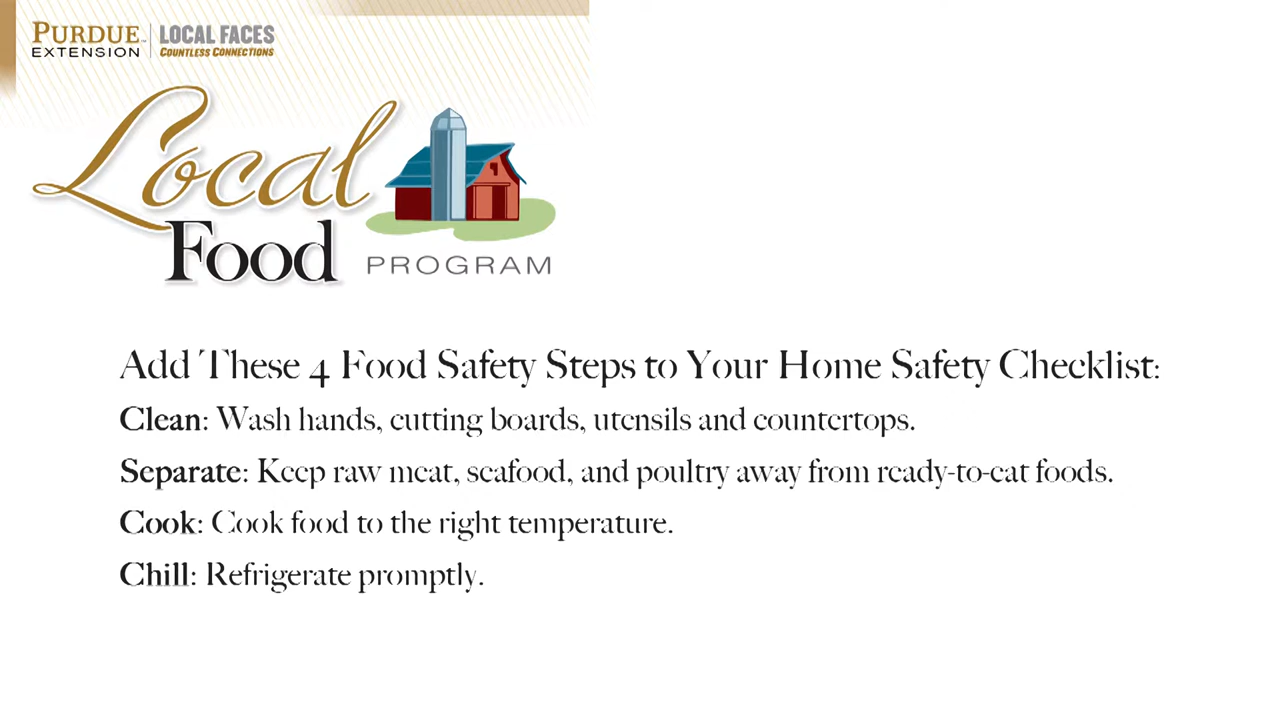 PURDUE™ EXTENSION | LOCAL FACES
COUNTLESS CONNECTIONS
Local
Food PROGRAM
Add These 4 Food Safety Steps to Your Home Safety Checklist:
Clean: Wash hands, cutting boards, utensils and countertops.
Separate: Keep raw meat, seafood, and poultry away from ready-to-eat foods.
Cook: Cook food to the right temperature.
Chill: Refrigerate promptly.